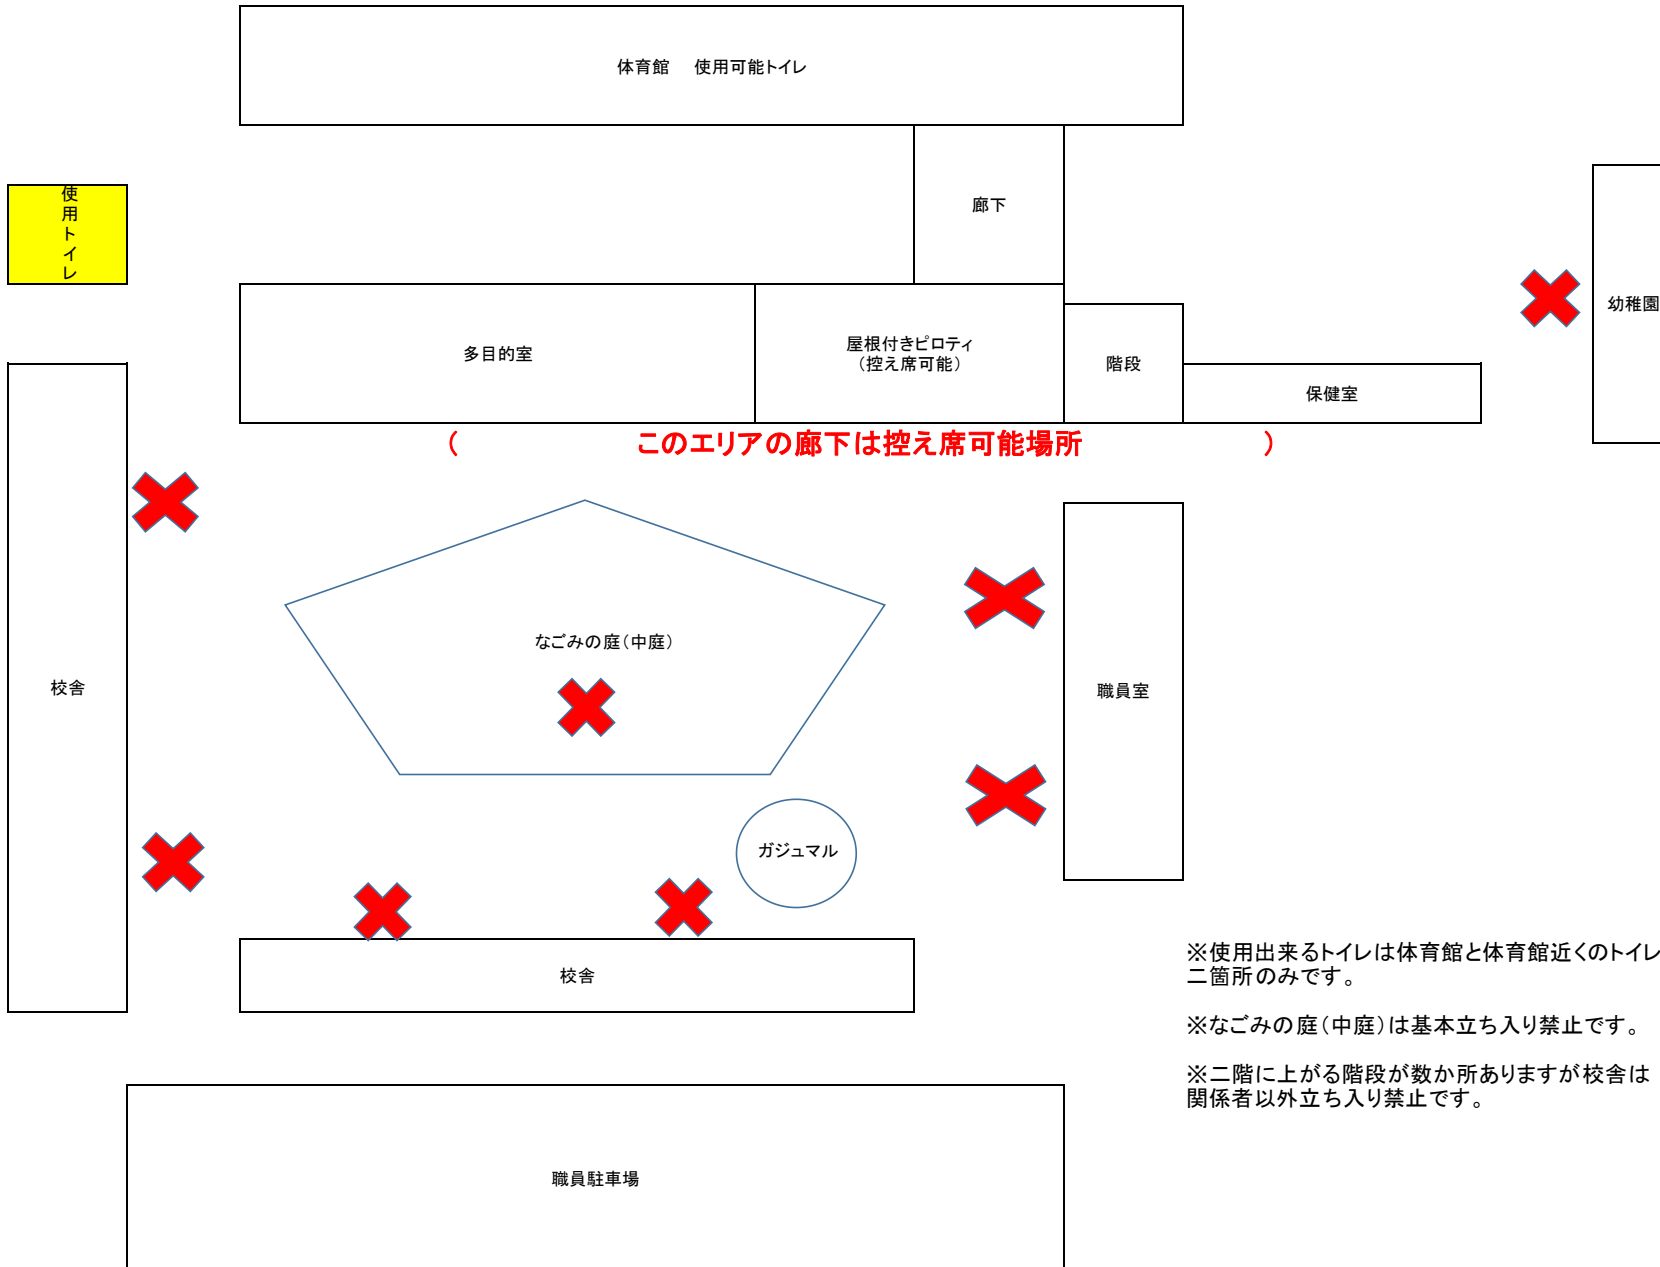 体育館　使用可能トイレ
使用トイレ
廊下
幼稚園
多目的室
屋根付きピロティ
（控え席可能）
階段
保健室
（　　　　　　　このエリアの廊下は控え席可能場所　　　　　　　）
なごみの庭（中庭）
校舎
職員室
ガジュマル
校舎
※使用出来るトイレは体育館と体育館近くのトイレ
二箇所のみです。
※なごみの庭（中庭）は基本立ち入り禁止です。
※二階に上がる階段が数か所ありますが校舎は
関係者以外立ち入り禁止です。
職員駐車場